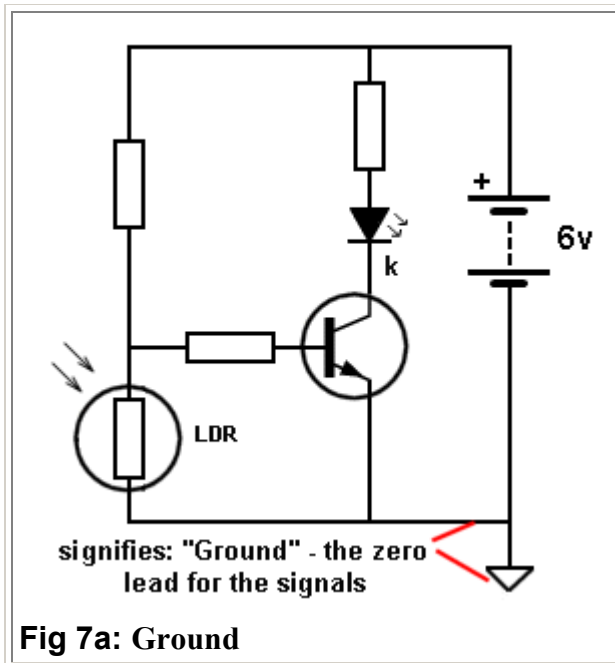 +
6v
k
LDR
signifies: "Ground" - the zero
lead for the signals
Fig 7a: Ground